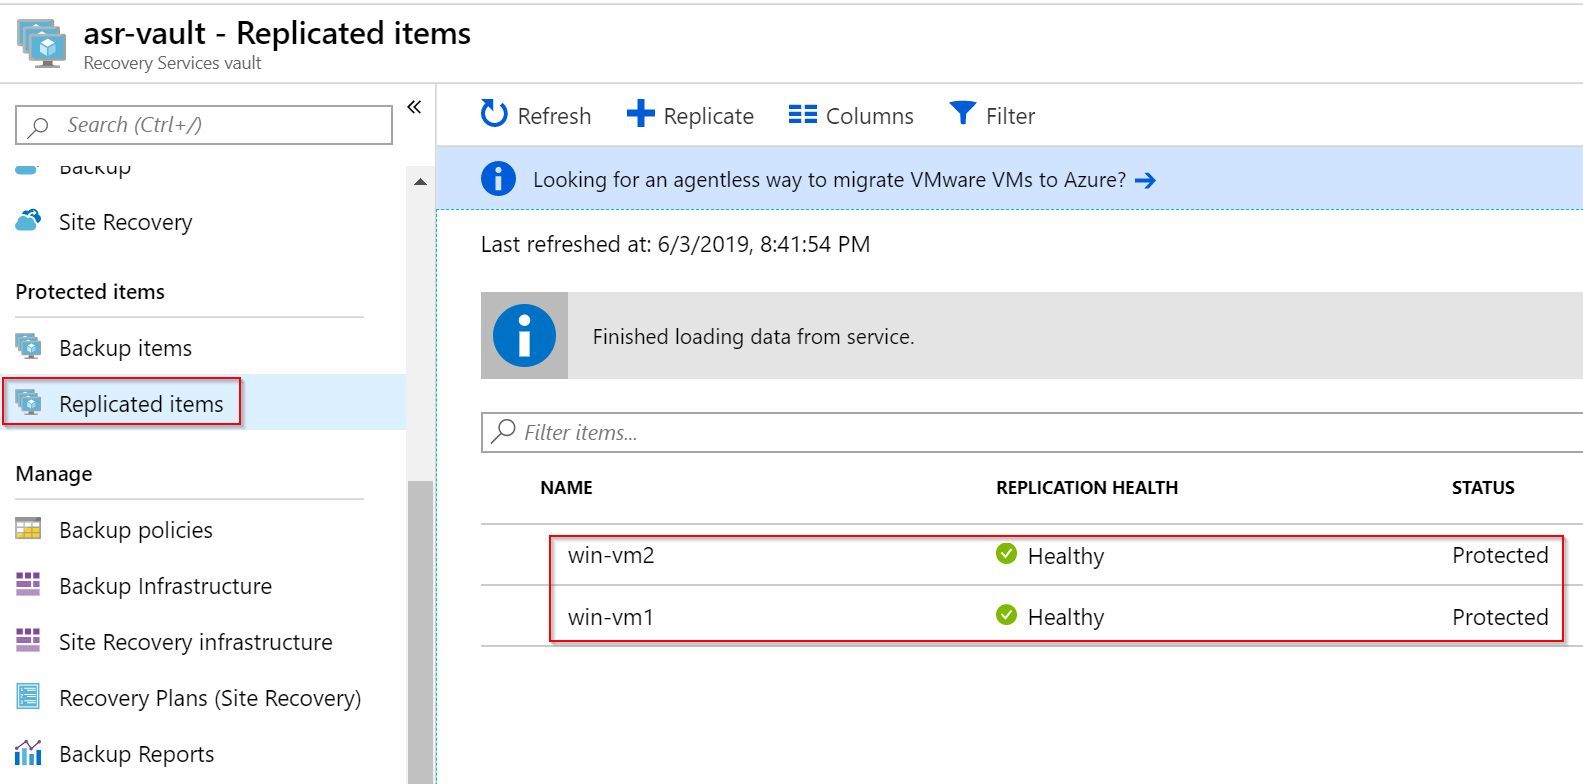 asr-vault - Replicated items
Recovery Services vault
Search (Ctrl+/)
«
Backup
Site Recovery
Protected items
Backup items
Replicated items
Manage
Backup policies
Backup Infrastructure
Site Recovery infrastructure
Recovery Plans (Site Recovery)
Backup Reports
Refresh Replicate Columns Filter
Looking for an agentless way to migrate VMware VMs to Azure? →
Last refreshed at: 6/3/2019, 8:41:54 PM
Finished loading data from service.
Filter items...
NAME REPLICATION HEALTH STATUS
win-vm2 Healthy Protected
win-vm1 Healthy Protected